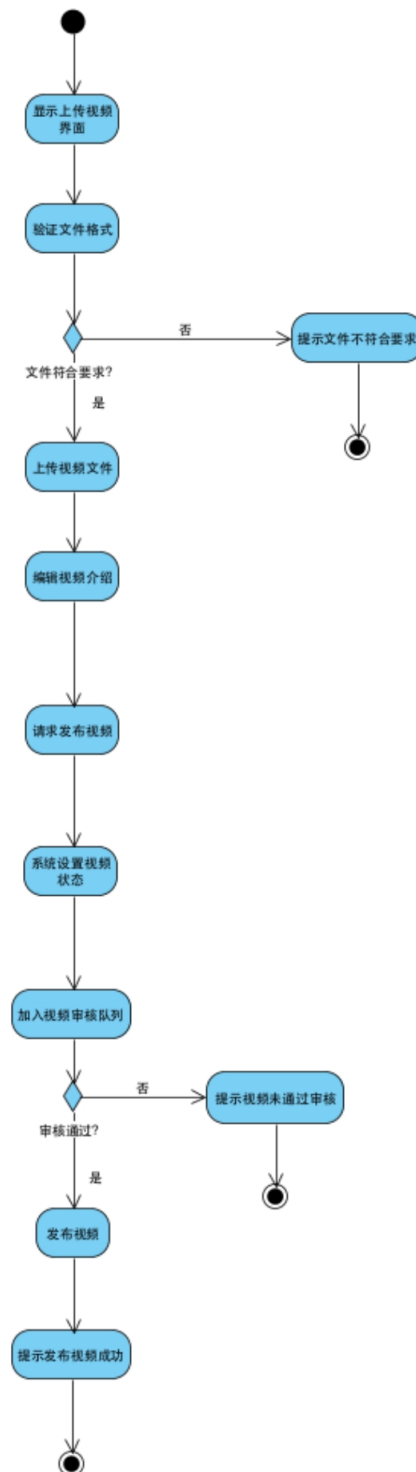 显示上传视频
界面
验证文件格式
否
提示文件不符合要求
文件符合要求?
是
上传视频文件
编辑视频介绍
请求发布视频
系统设置视频
状态
加入视频审核队列
否
提示视频未通过审核
审核通过?
是
发布视频
提示发布视频成功